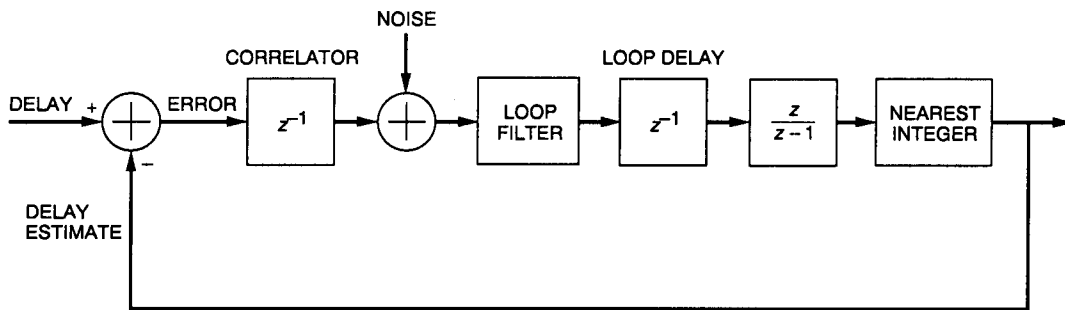 NOISE
CORRELATOR
LOOP DELAY
DELAY
+
ERROR
z⁻¹
LOOP
FILTER
z⁻¹
z
z − 1
NEAREST
INTEGER
−
DELAY
ESTIMATE